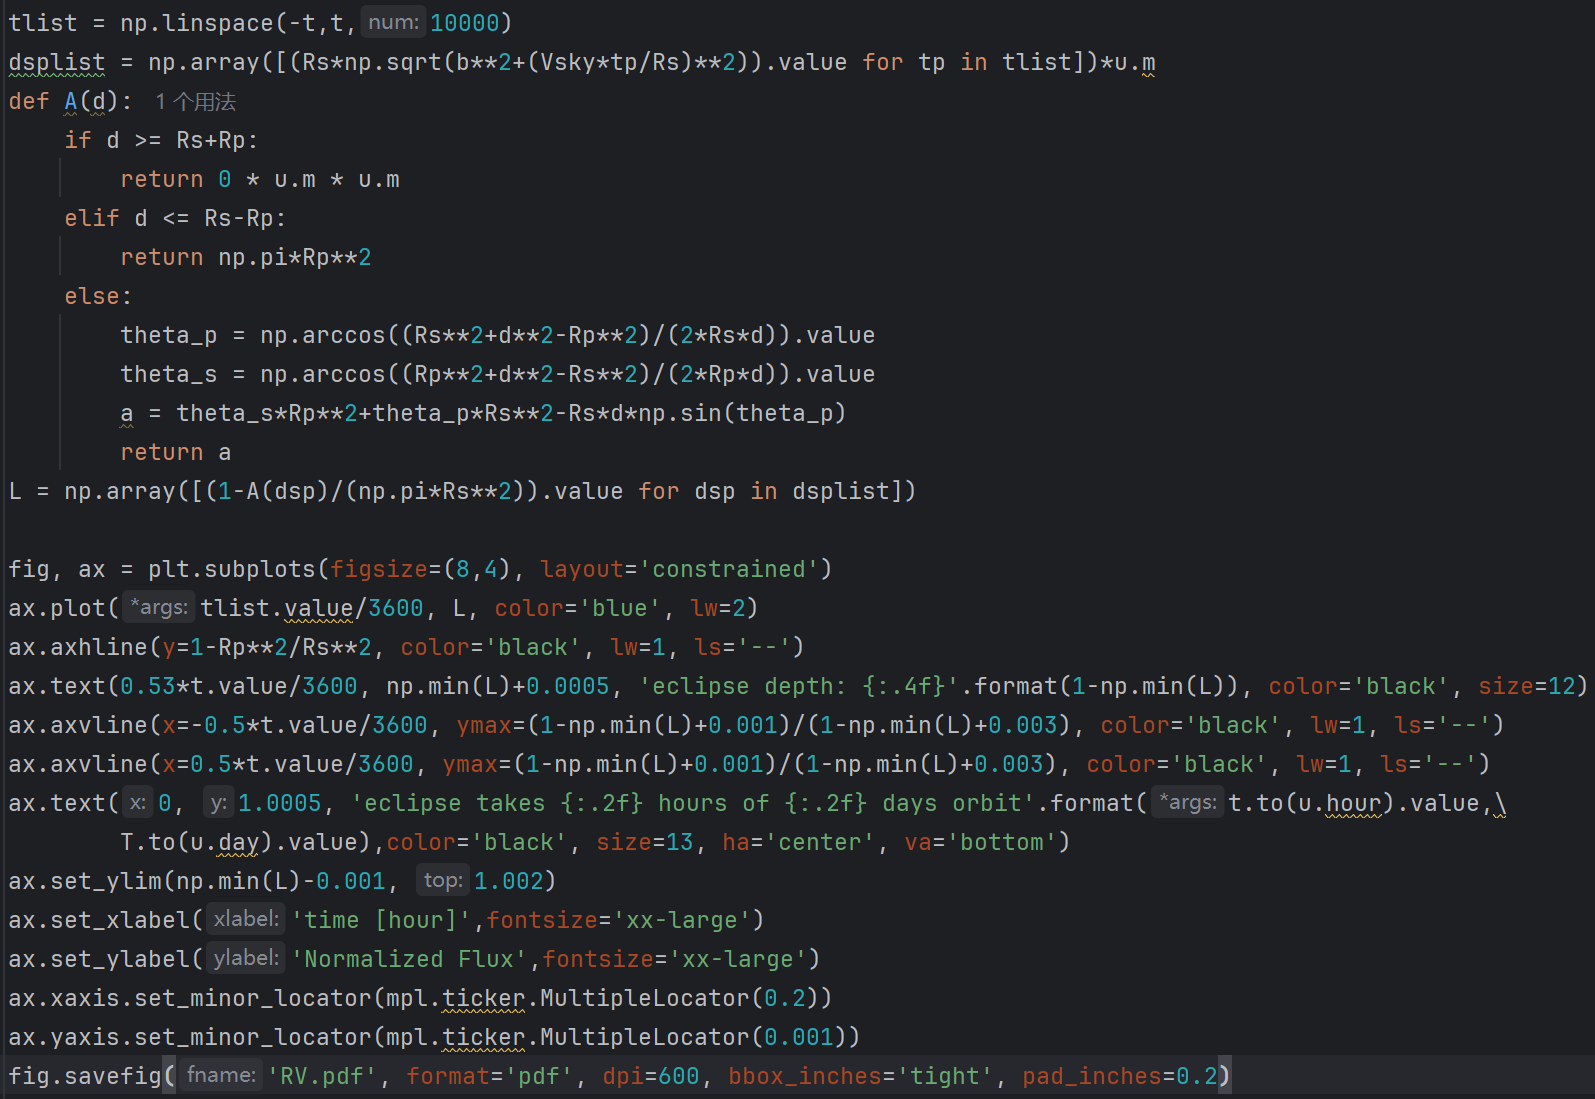 tlist = np.linspace(-t,t, num: 10000)
dsplist = np.array([(Rs*np.sqrt(b**2+(Vsky*tp/Rs)**2)).value for tp in tlist])*u.m
def A(d): 1 个用法
    if d >= Rs+Rp:
        return 0 * u.m * u.m
    elif d <= Rs-Rp:
        return np.pi*Rp**2
    else:
        theta_p = np.arccos((Rs**2+d**2-Rp**2)/(2*Rs*d)).value
        theta_s = np.arccos((Rp**2+d**2-Rs**2)/(2*Rp*d)).value
        a = theta_s*Rp**2+theta_p*Rs**2-Rs*d*np.sin(theta_p)
        return a
L = np.array([(1-A(dsp)/(np.pi*Rs**2)).value for dsp in dsplist])
fig, ax = plt.subplots(figsize=(8,4), layout='constrained')
ax.plot( *args: tlist.value/3600, L, color='blue', lw=2)
ax.axhline(y=1-Rp**2/Rs**2, color='black', lw=1, ls='--')
ax.text(0.53*t.value/3600, np.min(L)+0.0005, 'eclipse depth: {:.4f}'.format(1-np.min(L)), color='black', size=12)
ax.axvline(x=-0.5*t.value/3600, ymax=(1-np.min(L)+0.001)/(1-np.min(L)+0.003), color='black', lw=1, ls='--')
ax.axvline(x=0.5*t.value/3600, ymax=(1-np.min(L)+0.001)/(1-np.min(L)+0.003), color='black', lw=1, ls='--')
ax.text( x: 0, y: 1.0005, 'eclipse takes {:.2f} hours of {:.2f} days orbit'.format( *args: t.to(u.hour).value,\
        T.to(u.day).value),color='black', size=13, ha='center', va='bottom')
ax.set_ylim(np.min(L)-0.001, top: 1.002)
ax.set_xlabel( xlabel: 'time [hour]',fontsize='xx-large')
ax.set_ylabel( ylabel: 'Normalized Flux',fontsize='xx-large')
ax.xaxis.set_minor_locator(mpl.ticker.MultipleLocator(0.2))
ax.yaxis.set_minor_locator(mpl.ticker.MultipleLocator(0.001))
fig.savefig( fname: 'RV.pdf', format='pdf', dpi=600, bbox_inches='tight', pad_inches=0.2)